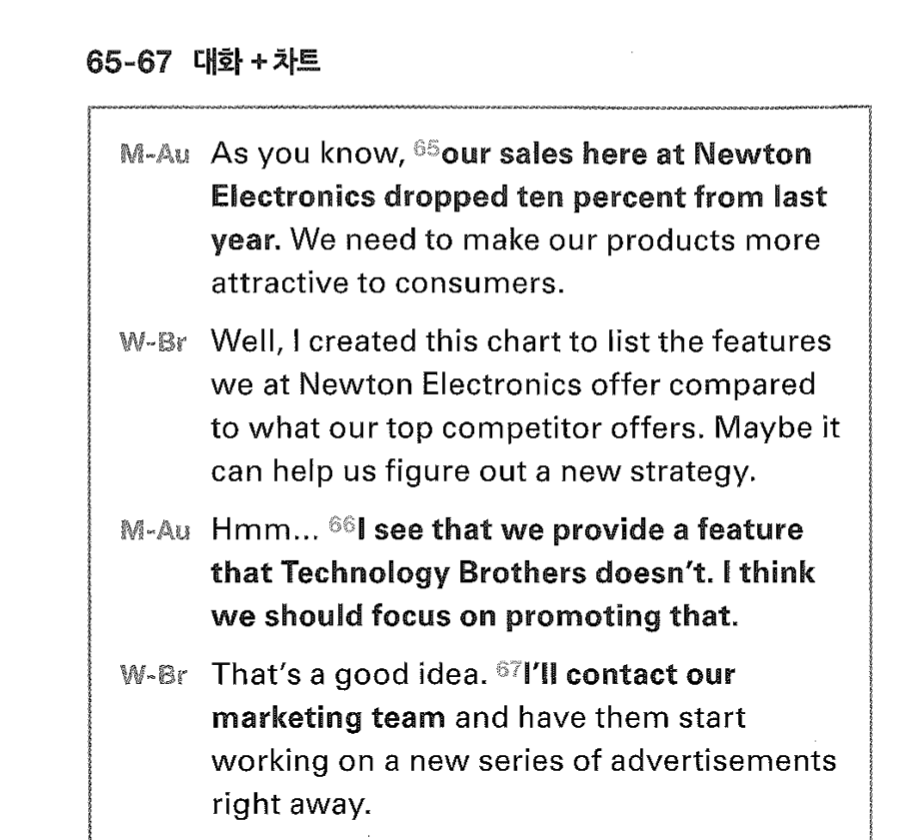 65-67 대화 + 차트
M-Au As you know, 65our sales here at Newton
Electronics dropped ten percent from last
year. We need to make our products more
attractive to consumers.
W-Br Well, I created this chart to list the features
we at Newton Electronics offer compared
to what our top competitor offers. Maybe it
can help us figure out a new strategy.
M-Au Hmm... 66I see that we provide a feature
that Technology Brothers doesn't. I think
we should focus on promoting that.
W-Br That's a good idea. 67I'll contact our
marketing team and have them start
working on a new series of advertisements
right away.